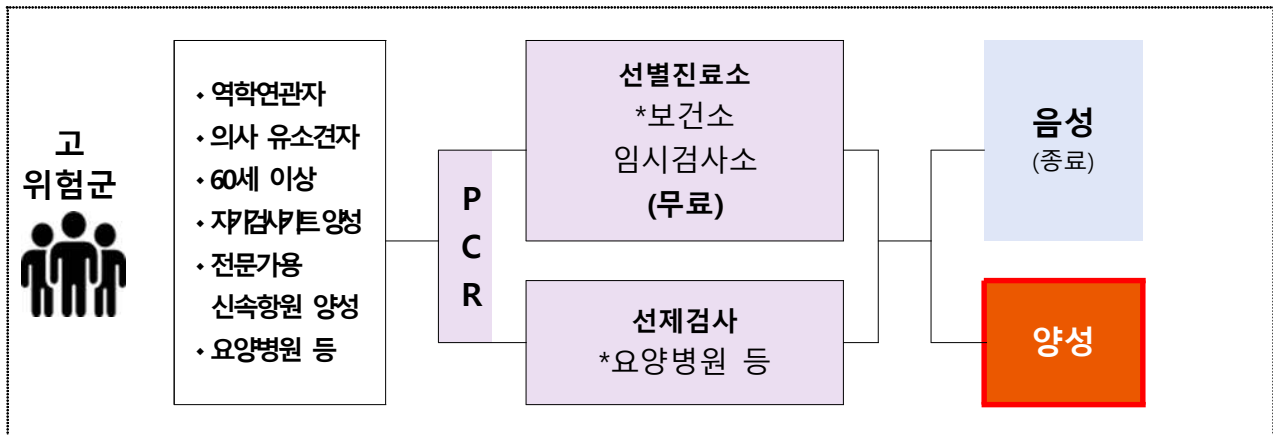 고
위험군
◆ 역학연관자
◆ 의사 유소견자
◆ 60세 이상
◆ 자가검사키트 양성
◆ 전문가용
신속항원 양성
◆ 요양병원 등
P
C
R
선별진료소
*보건소
임시검사소
(무료)
선제검사
*요양병원 등
음성
(종료)
양성